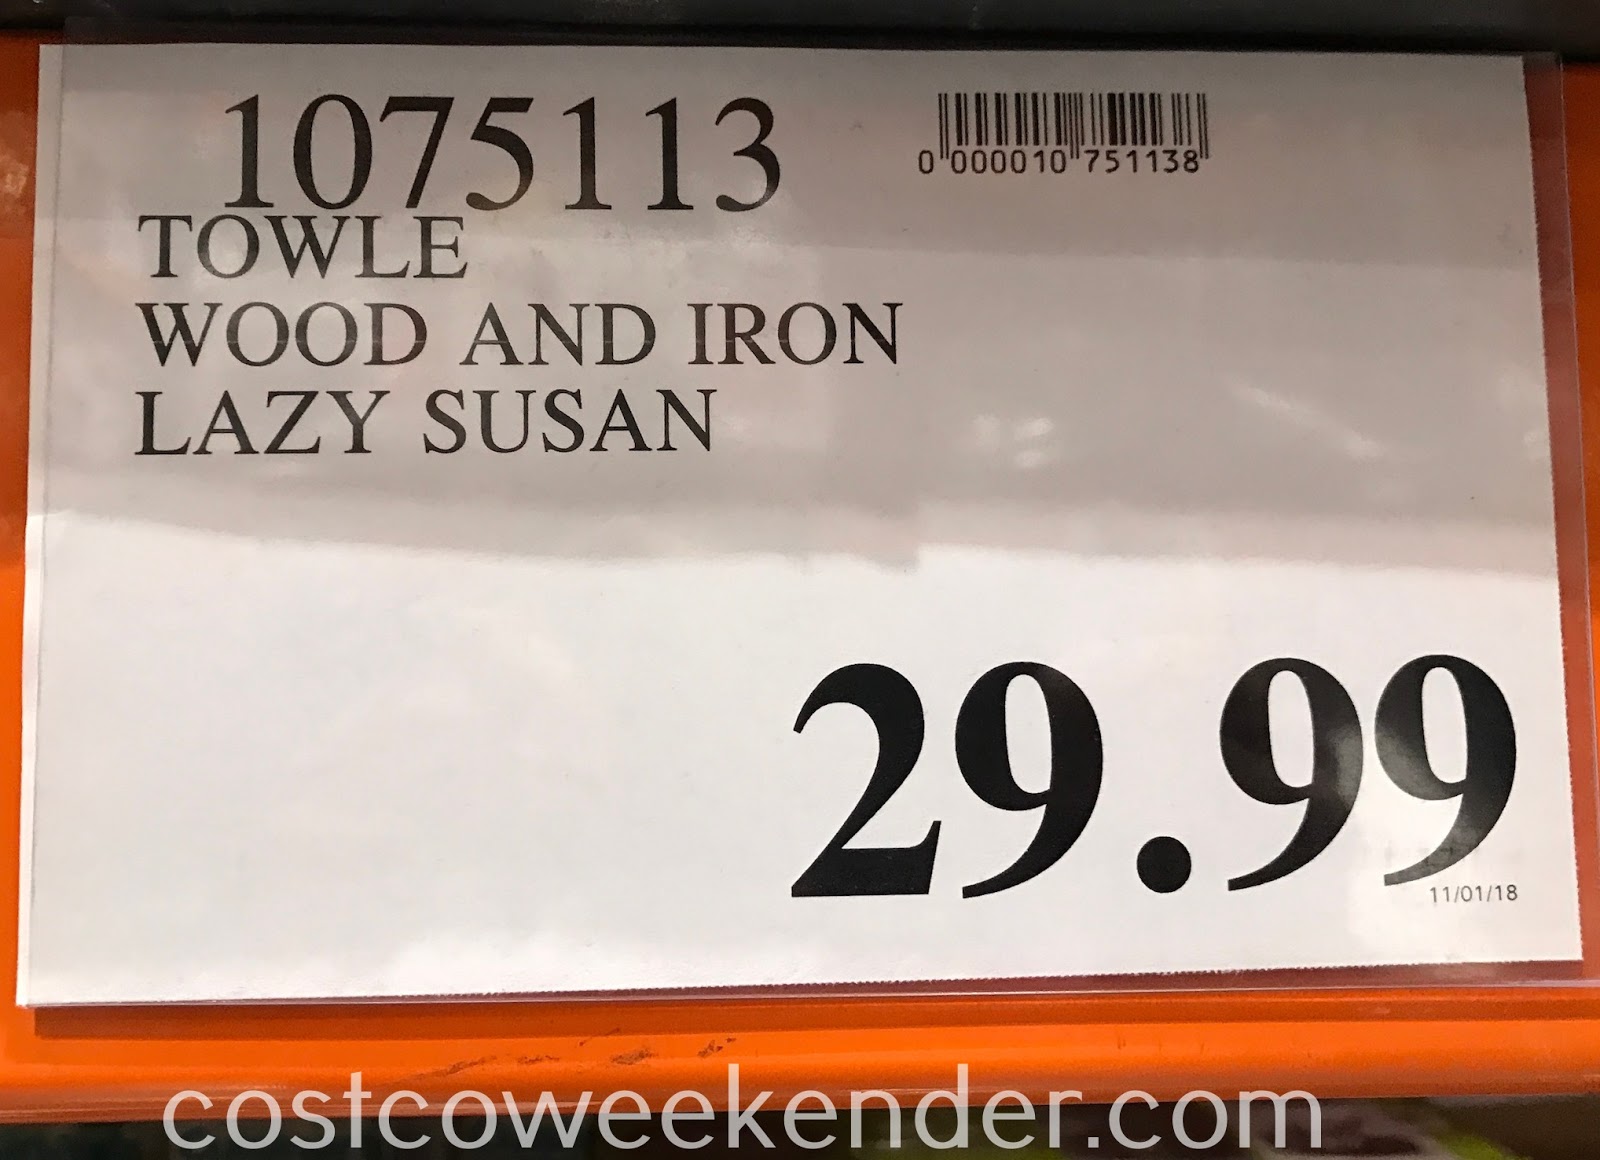 1075113
0 000010 751138
TOWLE
WOOD AND IRON
LAZY SUSAN
29.99
11/01/18
costcoweekender.com